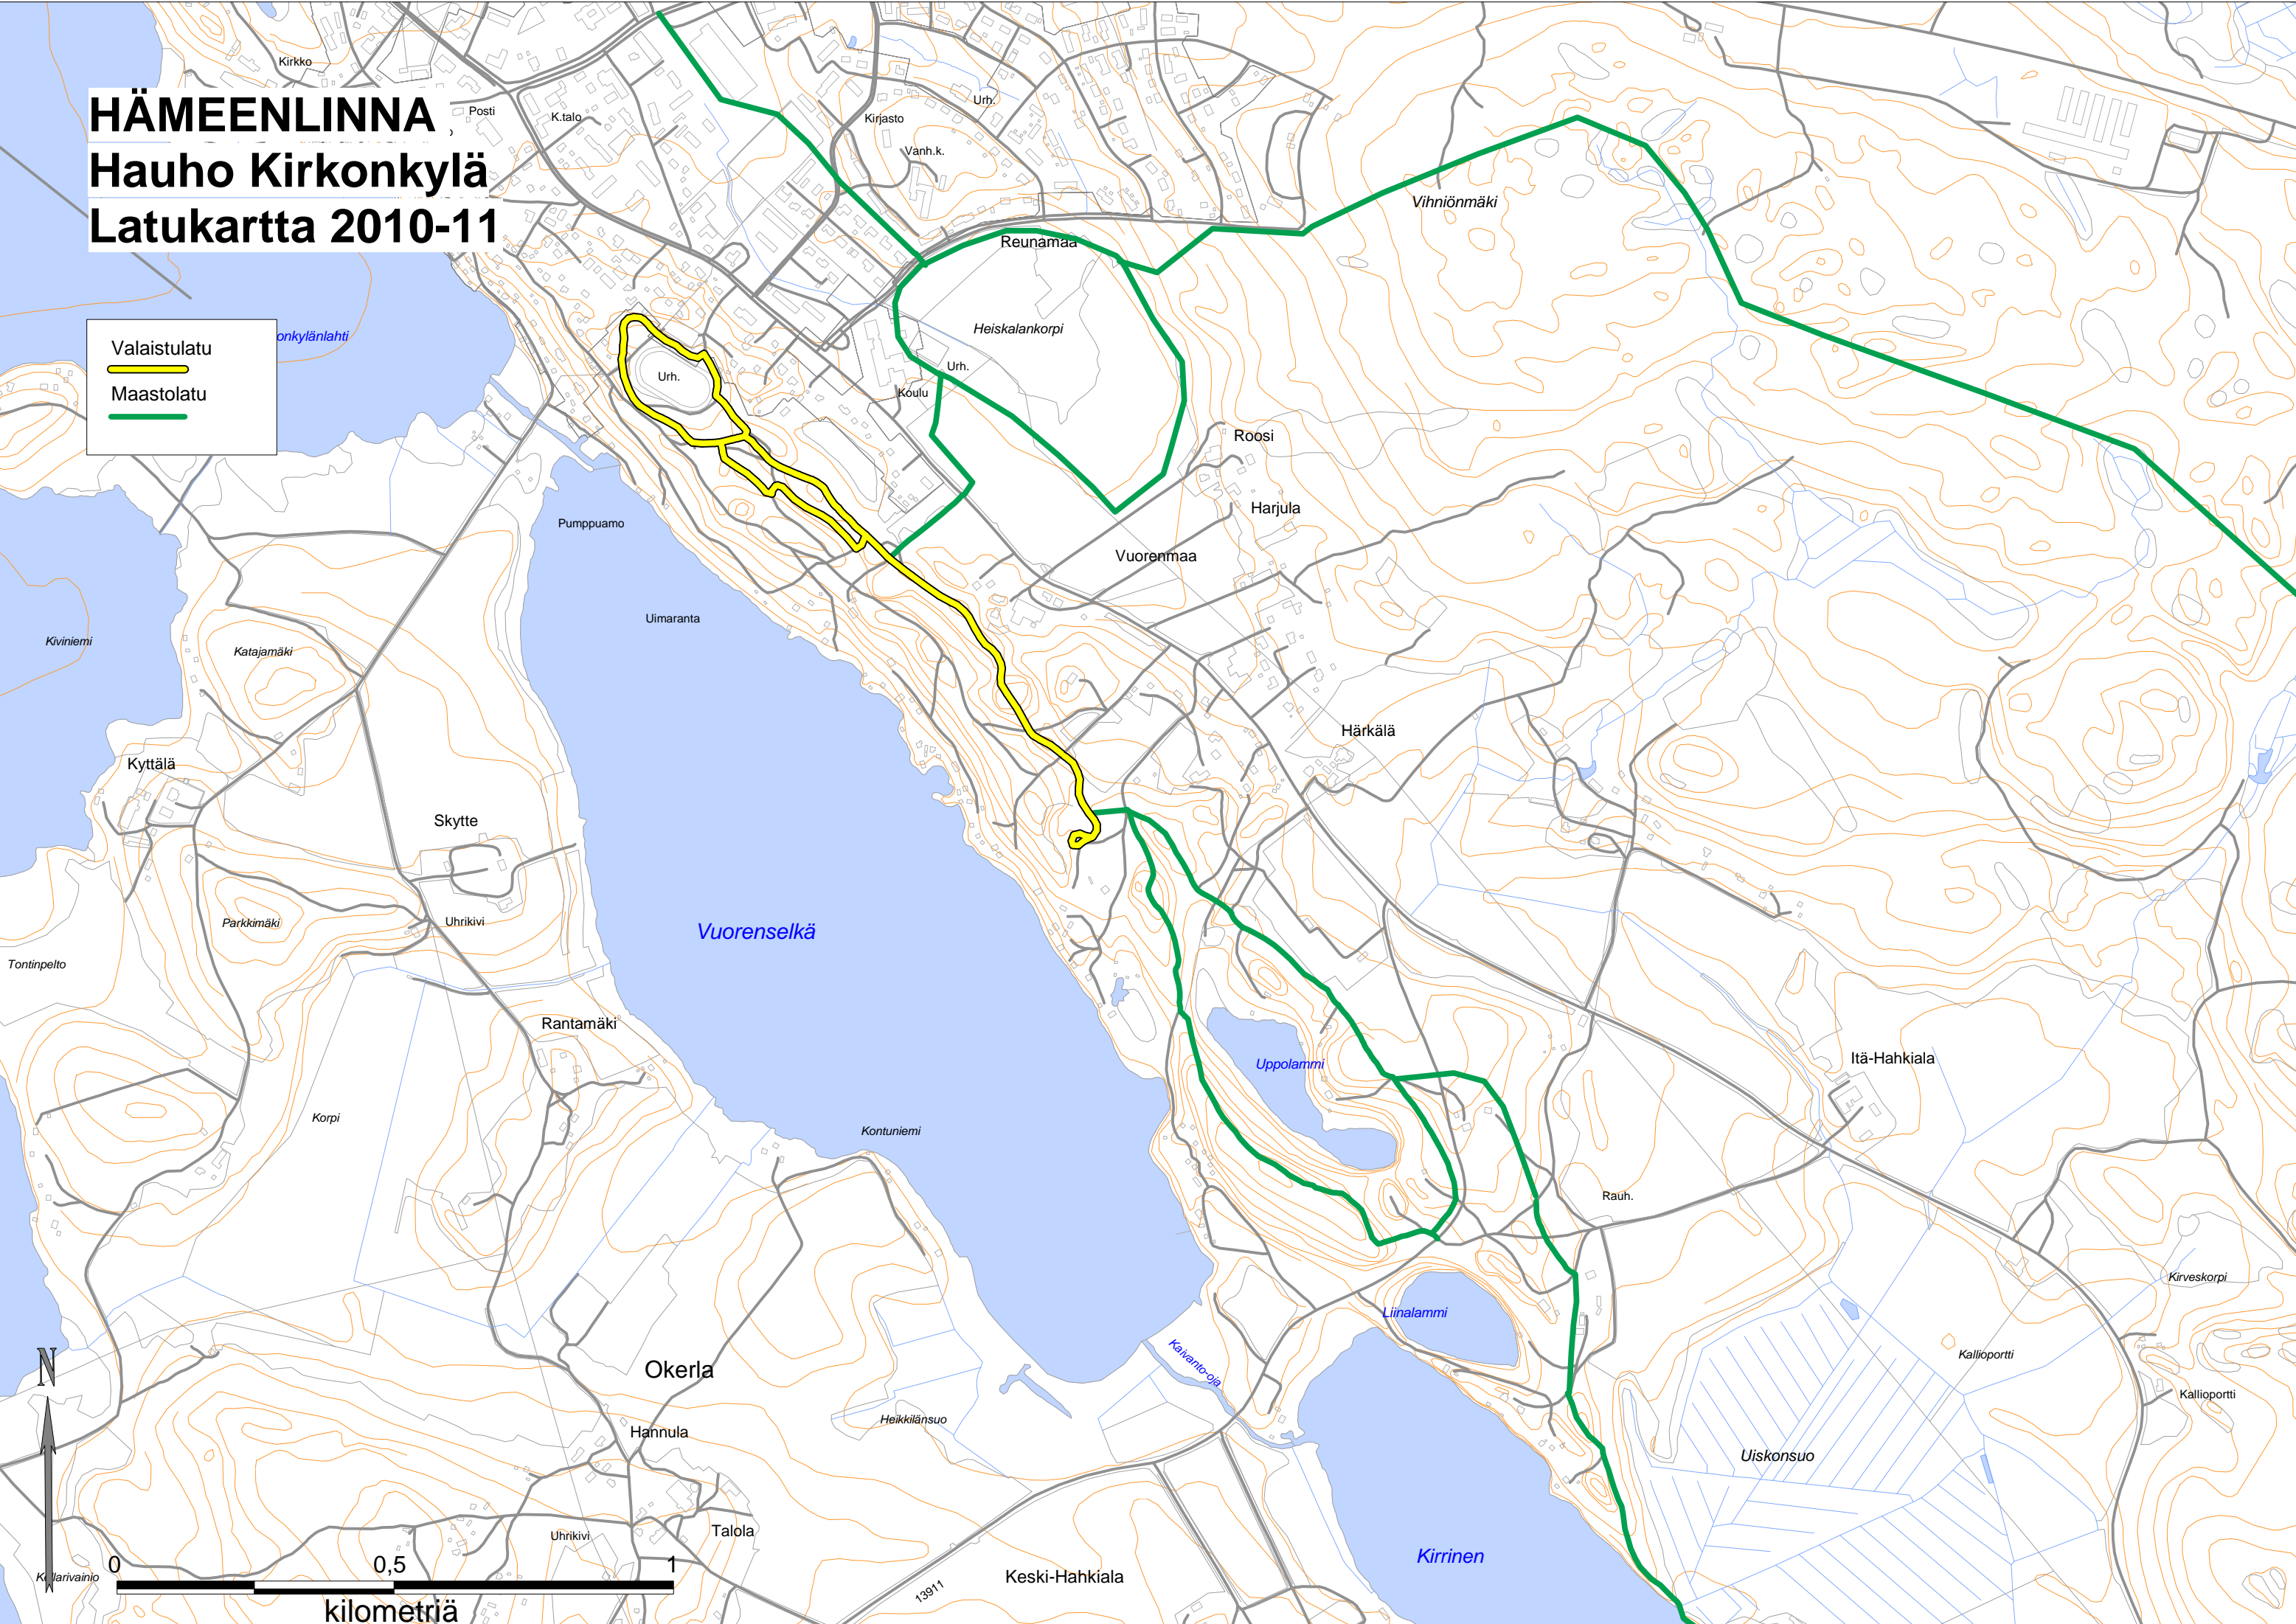 Kirkko
HÄMEENLINNA
Hauho Kirkonkylä
Latukartta 2010-11
Posti
K.talo
Kirjasto
Urh.
Vanh.k.
Vihniönmäki
Reunamaa
onkylänlahti
Valaistulatu
Maastolatu
Heiskalankorpi
Urh.
Urh.
Koulu
Roosi
Harjula
Pumppuamo
Vuorenmaa
Uimaranta
Kiviniemi
Katajamäki
Härkälä
Kyttälä
Skytte
Parkkimäki
Uhrikivi
Vuorenselkä
Tontinpelto
Rantamäki
Uppolammi
Itä-Hahkiala
Korpi
Kontuniemi
Rauh.
Kirveskorpi
Liinalammi
Kaivanto-oja
Kallioportti
Kallioportti
N
Okerla
Heikkilänsuo
Hannula
Uiskonsuo
Uhrikivi
Talola
Kirrinen
Keski-Hahkiala
13911
0 0,5 1
kilometriä